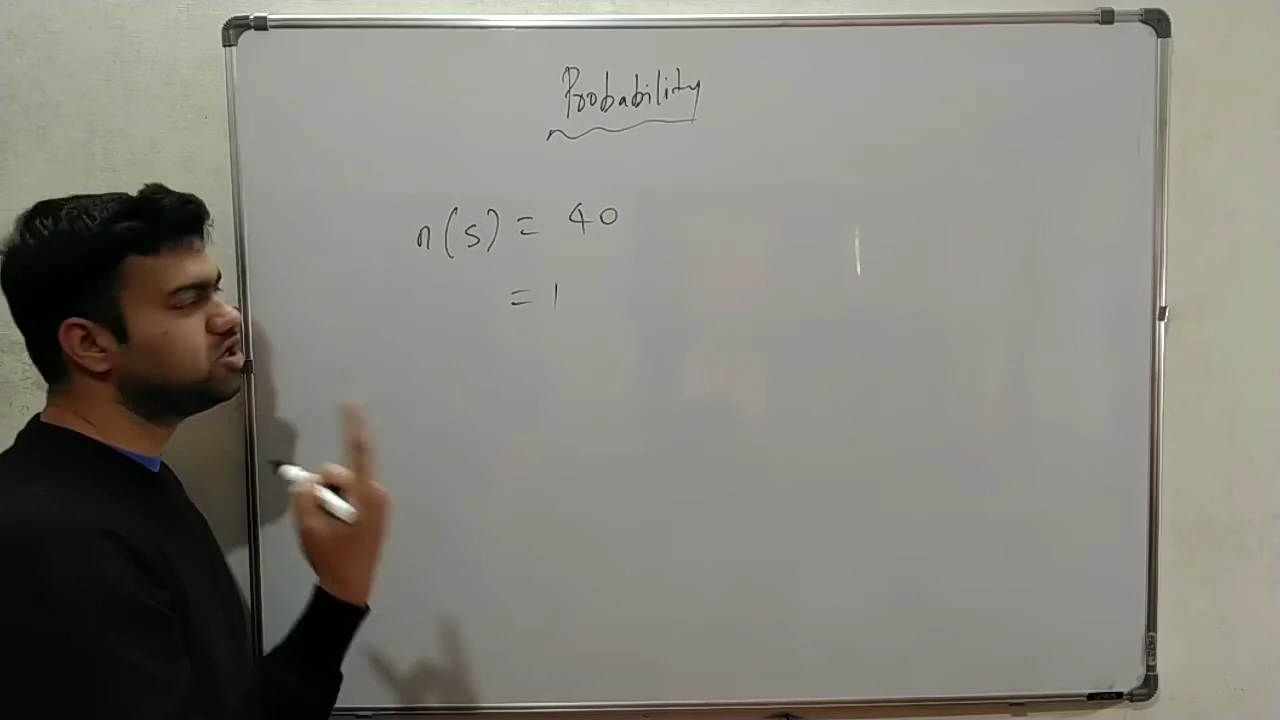 Probability
n(s) = 40
= 1